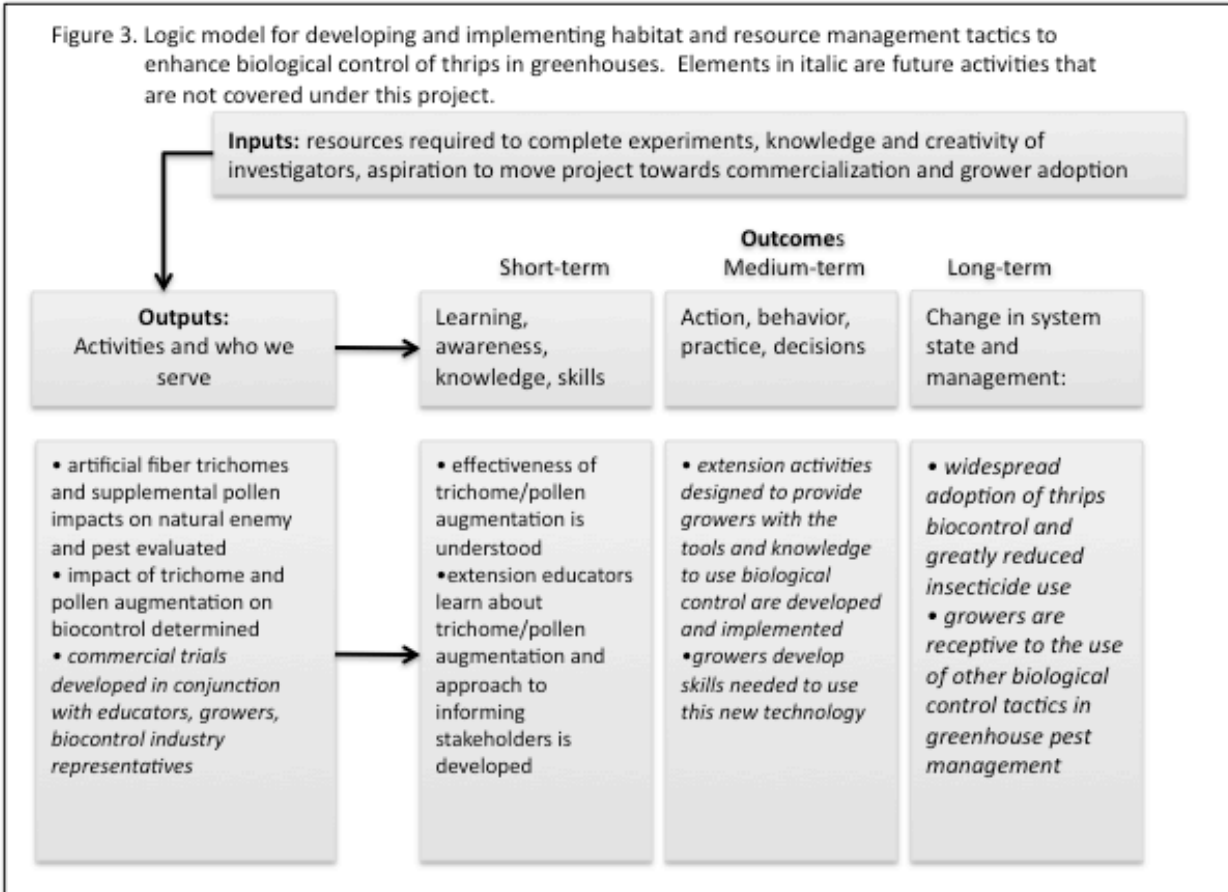 Figure 3. Logic model for developing and implementing habitat and resource management tactics to
enhance biological control of thrips in greenhouses.  Elements in italic are future activities that
are not covered under this project.
Inputs: resources required to complete experiments, knowledge and creativity of
investigators, aspiration to move project towards commercialization and grower adoption
Outcomes
Short-term
Medium-term
Long-term
Outputs:
Activities and who we
serve
Learning,
awareness,
knowledge, skills
Action, behavior,
practice, decisions
Change in system
state and
management:
• artificial fiber trichomes
and supplemental pollen
impacts on natural enemy
and pest evaluated
• impact of trichome and
pollen augmentation on
biocontrol determined
• commercial trials
developed in conjunction
with educators, growers,
biocontrol industry
representatives
• effectiveness of
trichome/pollen
augmentation is
understood
•extension educators
learn about
trichome/pollen
augmentation and
approach to
informing
stakeholders is
developed
• extension activities
designed to provide
growers with the
tools and knowledge
to use biological
control are developed
and implemented
•growers develop
skills needed to use
this new technology
• widespread
adoption of thrips
biocontrol and
greatly reduced
insecticide use
• growers are
receptive to the use
of other biological
control tactics in
greenhouse pest
management